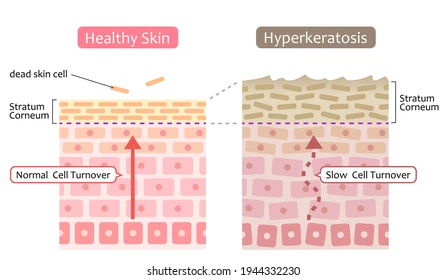 Healthy Skin
Hyperkeratosis
dead skin cell
Stratum
Corneum
Stratum
Corneum
Normal Cell Turnover
Slow Cell Turnover
shutterstock.com · 1944332230